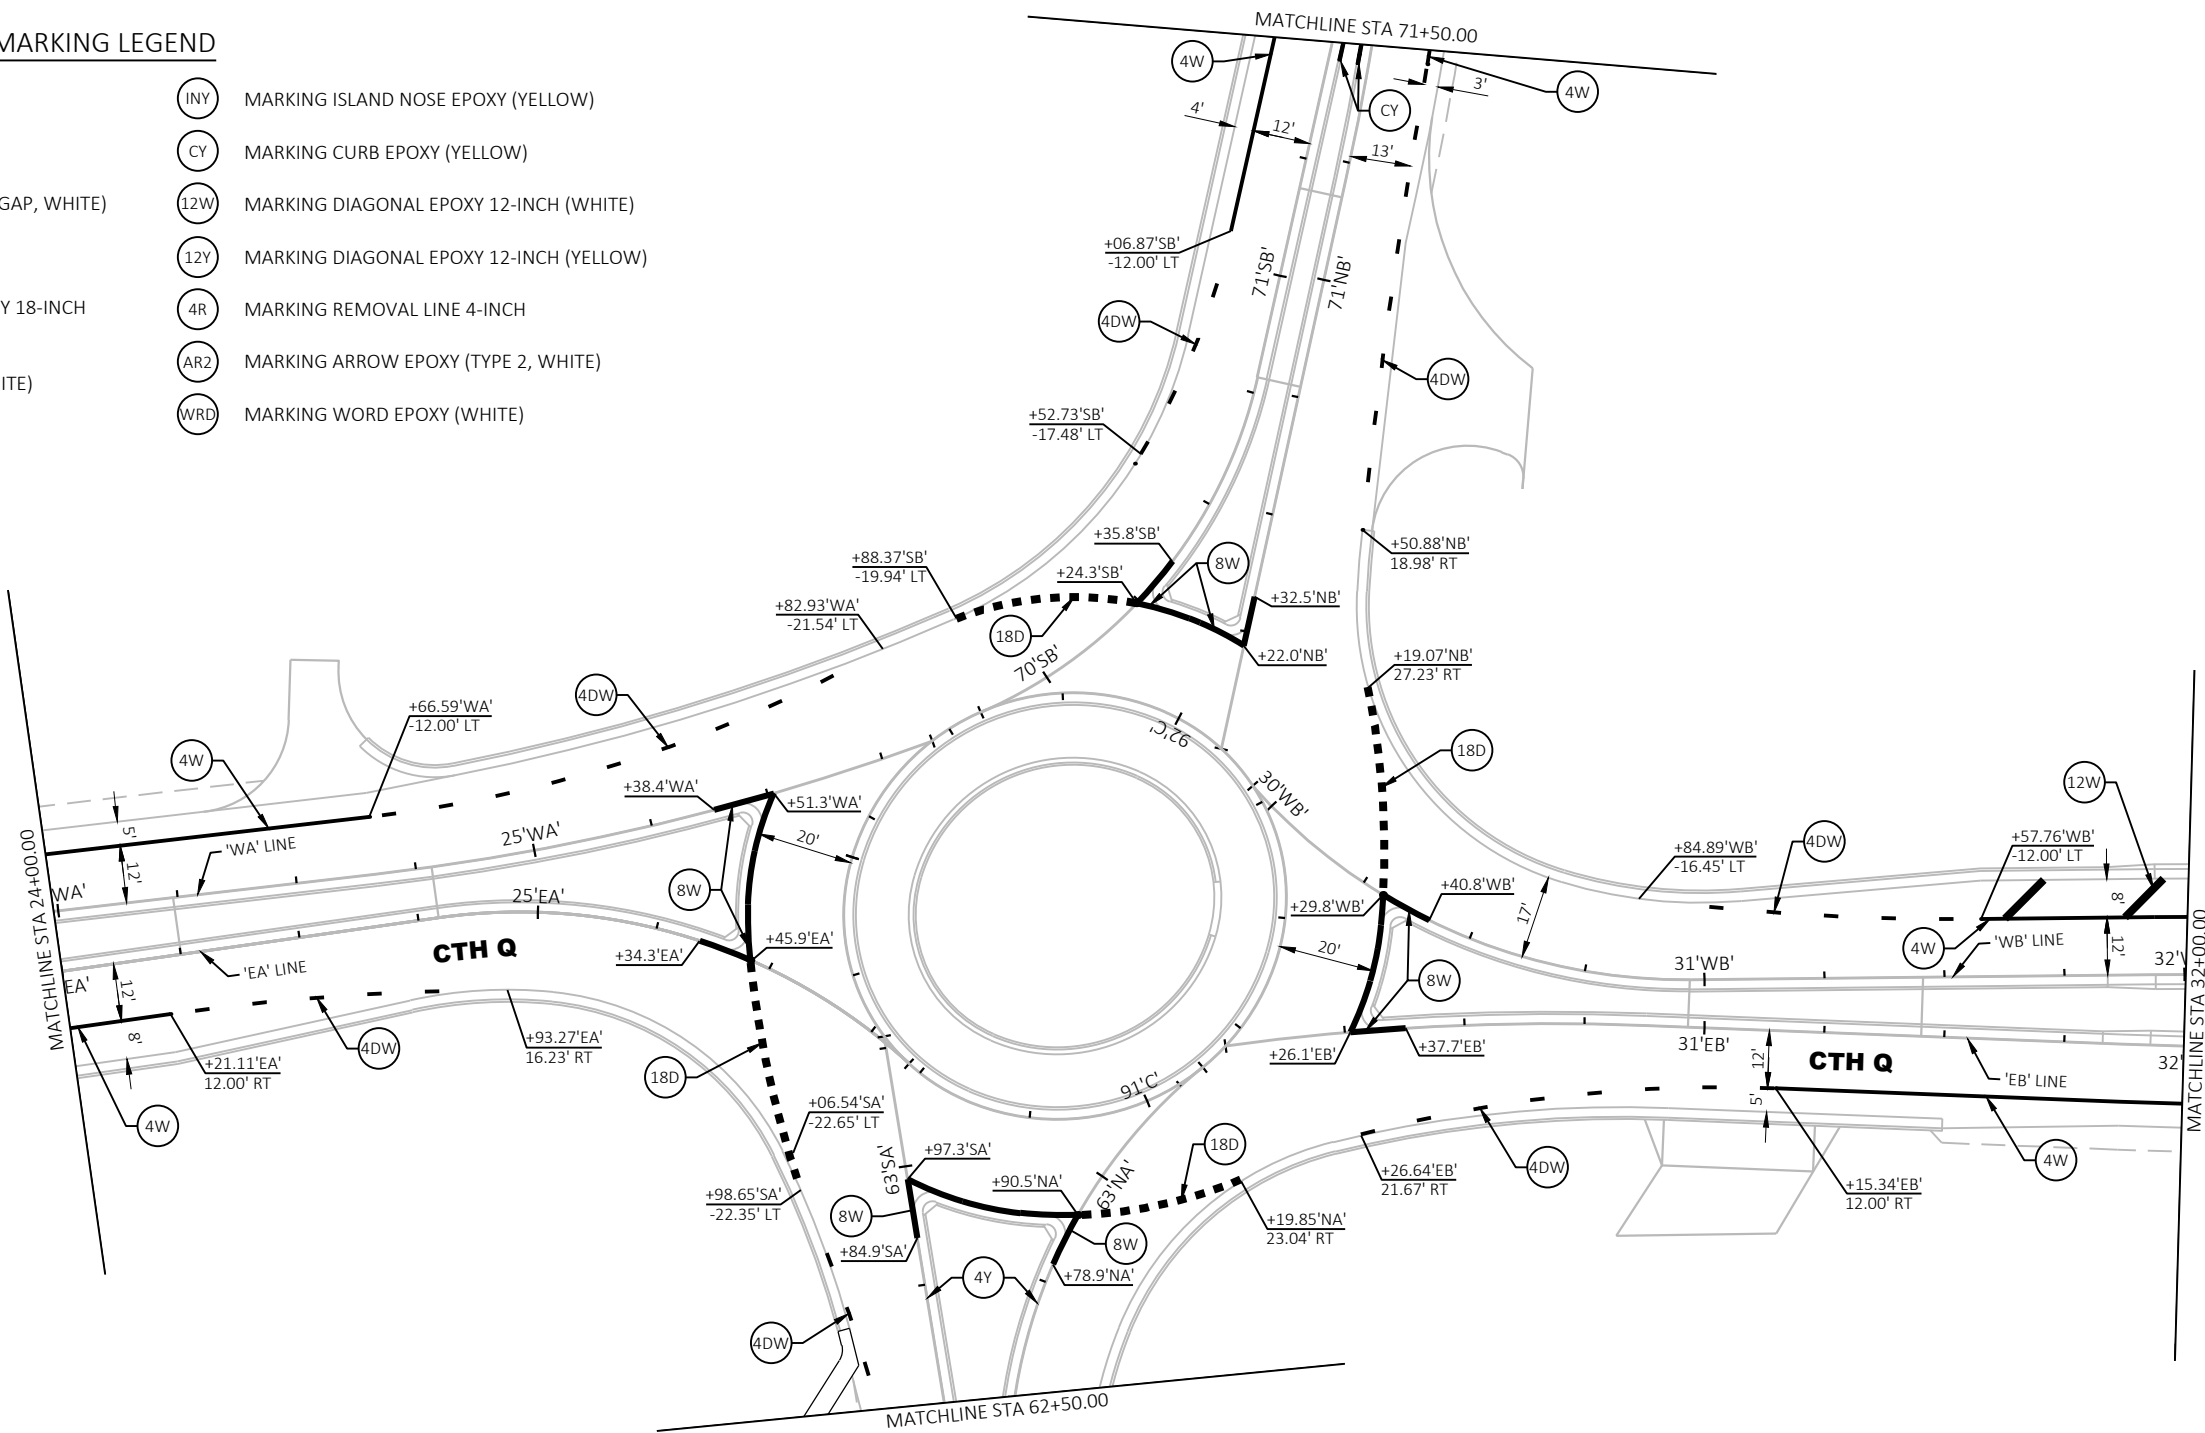 MARKING LEGEND
INY MARKING ISLAND NOSE EPOXY (YELLOW)
CY MARKING CURB EPOXY (YELLOW)
GAP, WHITE)
12W MARKING DIAGONAL EPOXY 12-INCH (WHITE)
12Y MARKING DIAGONAL EPOXY 12-INCH (YELLOW)
Y 18-INCH
4R MARKING REMOVAL LINE 4-INCH
AR2 MARKING ARROW EPOXY (TYPE 2, WHITE)
ITE)
WRD MARKING WORD EPOXY (WHITE)
MATCHLINE STA 71+50.00
4W
4W
3'
CY
4'
12'
13'
+06.87'SB'
-12.00' LT
71'SB'
71'NB'
4DW
4DW
+52.73'SB'
-17.48' LT
+35.8'SB'
+50.88'NB'
18.98' RT
+88.37'SB'
-19.94' LT
+24.3'SB'
8W
+82.93'WA'
-21.54' LT
+32.5'NB'
18D
+22.0'NB'
+19.07'NB'
27.23' RT
70'SB'
4DW
+66.59'WA'
-12.00' LT
4W
92'C'
18D
30'WB'
12W
+38.4'WA'
+51.3'WA'
5'
12'
'WA' LINE
25'WA'
20'
4DW
+57.76'WB'
-12.00' LT
+84.89'WB'
-16.45' LT
MATCHLINE STA 24+00.00
WA'
8W
25'EA'
+40.8'WB'
+29.8'WB'
17'
8'
12'
4W
'WB' LINE
CTH Q
+45.9'EA'
+34.3'EA'
20'
31'WB'
'EA' LINE
EA'
12'
8'
8W
MATCHLINE STA 32+00.00
+93.27'EA'
16.23' RT
4DW
+21.11'EA'
12.00' RT
18D
+26.1'EB'
+37.7'EB'
31'EB'
12'
CTH Q
32'
'EB' LINE
91'C'
5'
4W
+06.54'SA'
-22.65' LT
+97.3'SA'
18D
63'SA'
+90.5'NA'
63'NA'
+26.64'EB'
21.67' RT
4DW
4W
+15.34'EB'
12.00' RT
+98.65'SA'
-22.35' LT
8W
+19.85'NA'
23.04' RT
8W
+84.9'SA'
4Y
+78.9'NA'
4DW
MATCHLINE STA 62+50.00